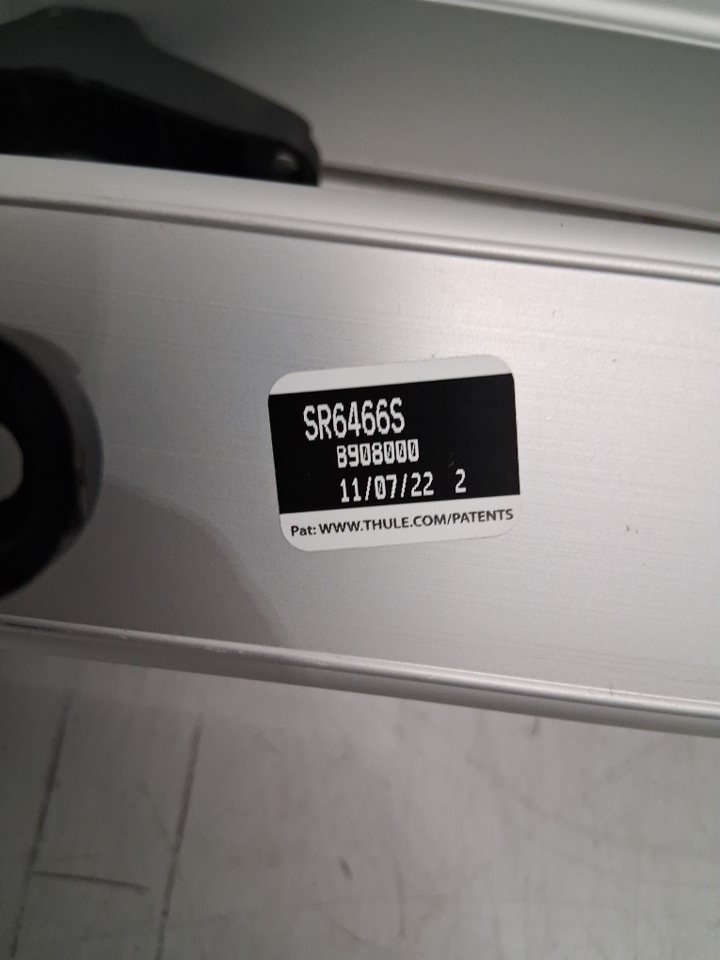 SR6466S
B908000
11/07/22 2
Pat: WWW.THULE.COM/PATENTS